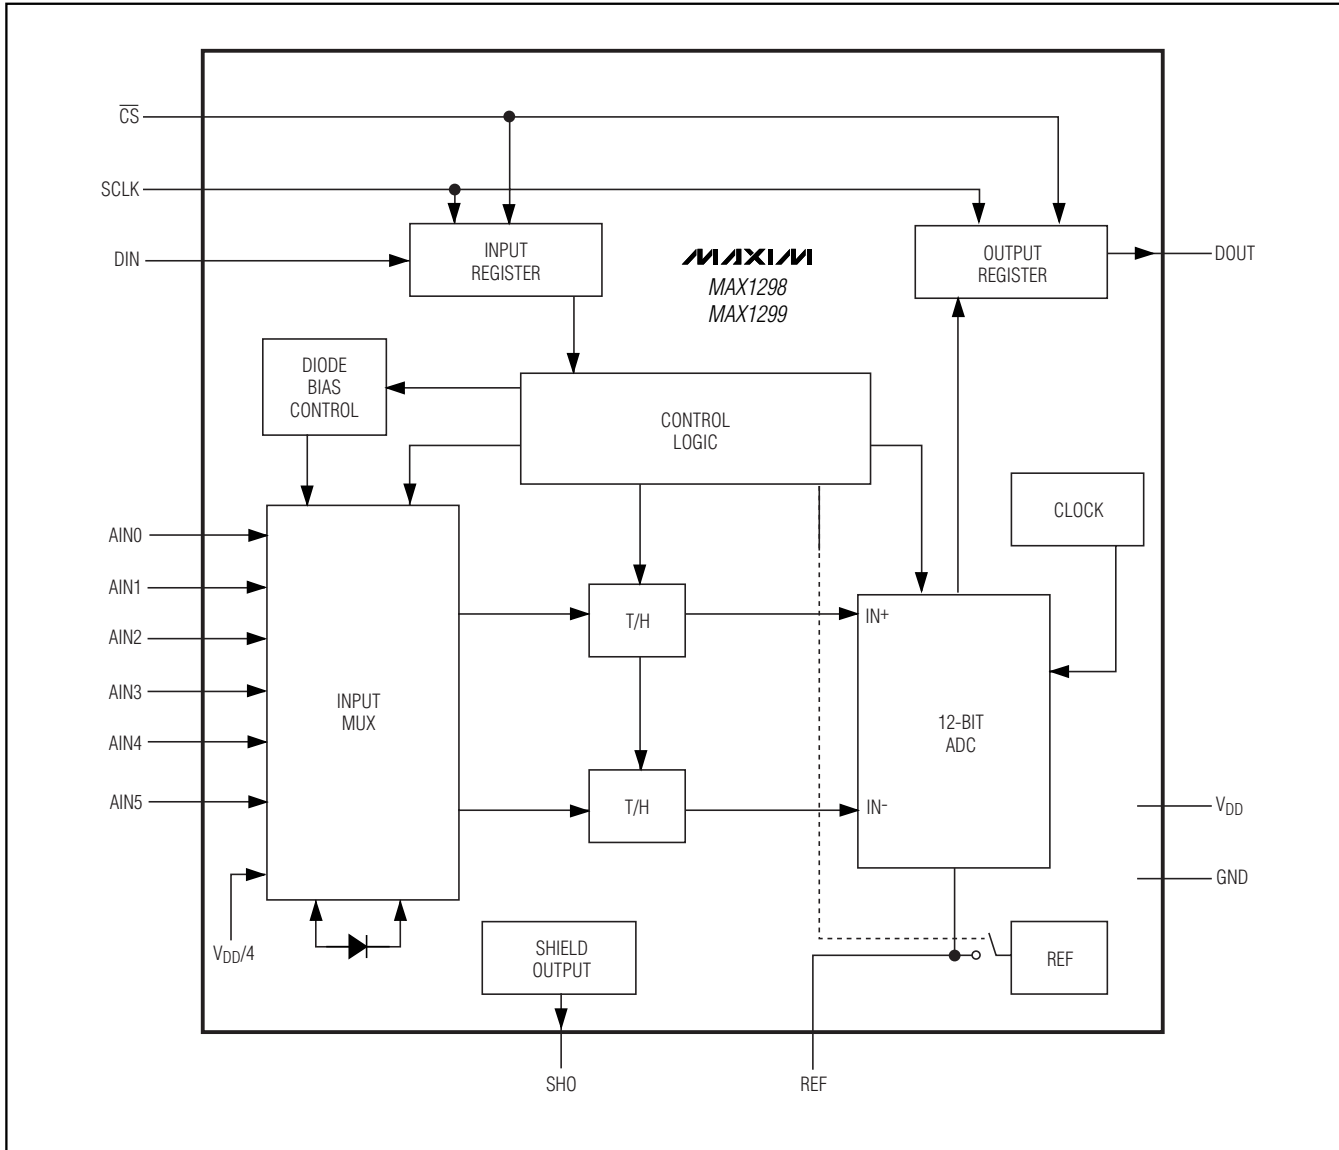 CS
SCLK
DIN
INPUT
REGISTER
MAXIM
MAX1298
MAX1299
OUTPUT
REGISTER
DOUT
DIODE
BIAS
CONTROL
CONTROL
LOGIC
CLOCK
AIN0
AIN1
AIN2
AIN3
AIN4
AIN5
INPUT
MUX
T/H
T/H
IN+
12-BIT
ADC
IN-
VDD
GND
VDD/4
SHIELD
OUTPUT
REF
SHO
REF